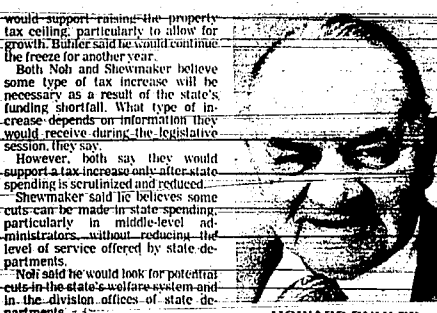 would support raising the property
tax ceiling, particularly to allow for
growth. Buhler said he would continue
the freeze for another year.
Both Noh and Shewmaker believe
some type of tax increase will be
necessary as a result of the state's
funding shortfall. What type of in-
crease depends on information they
would receive during the legislative
session, they say.
However, both say they would
support a tax increase only after state
spending is scrutinized and reduced.
Shewmaker said he believes some
cuts can be made in state spending,
particularly in middle-level ad-
ministrators, without reducing the
level of service offered by state de-
partments.
Noh said he would look for potential
cuts in the state's welfare system and
in the division offices of state de-
partments